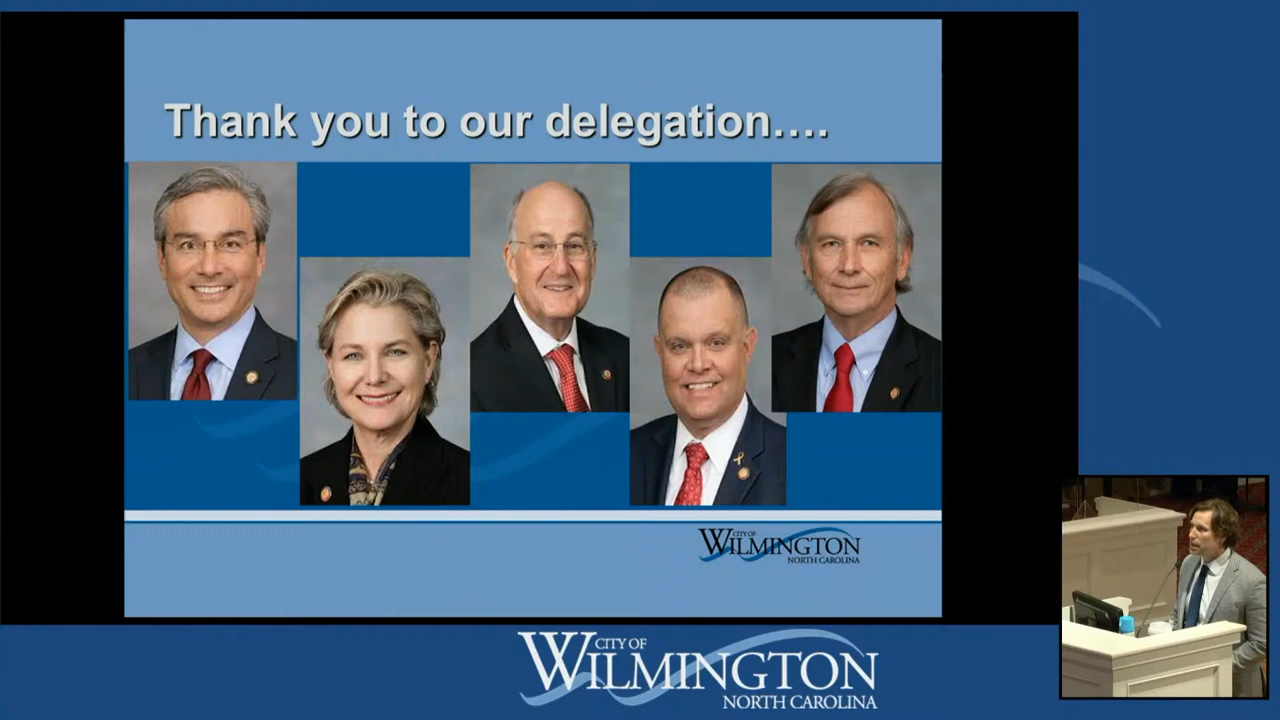 Thank you to our delegation....
CITY OF
WILMINGTON
NORTH CAROLINA
CITY OF
WILMINGTON
NORTH CAROLINA